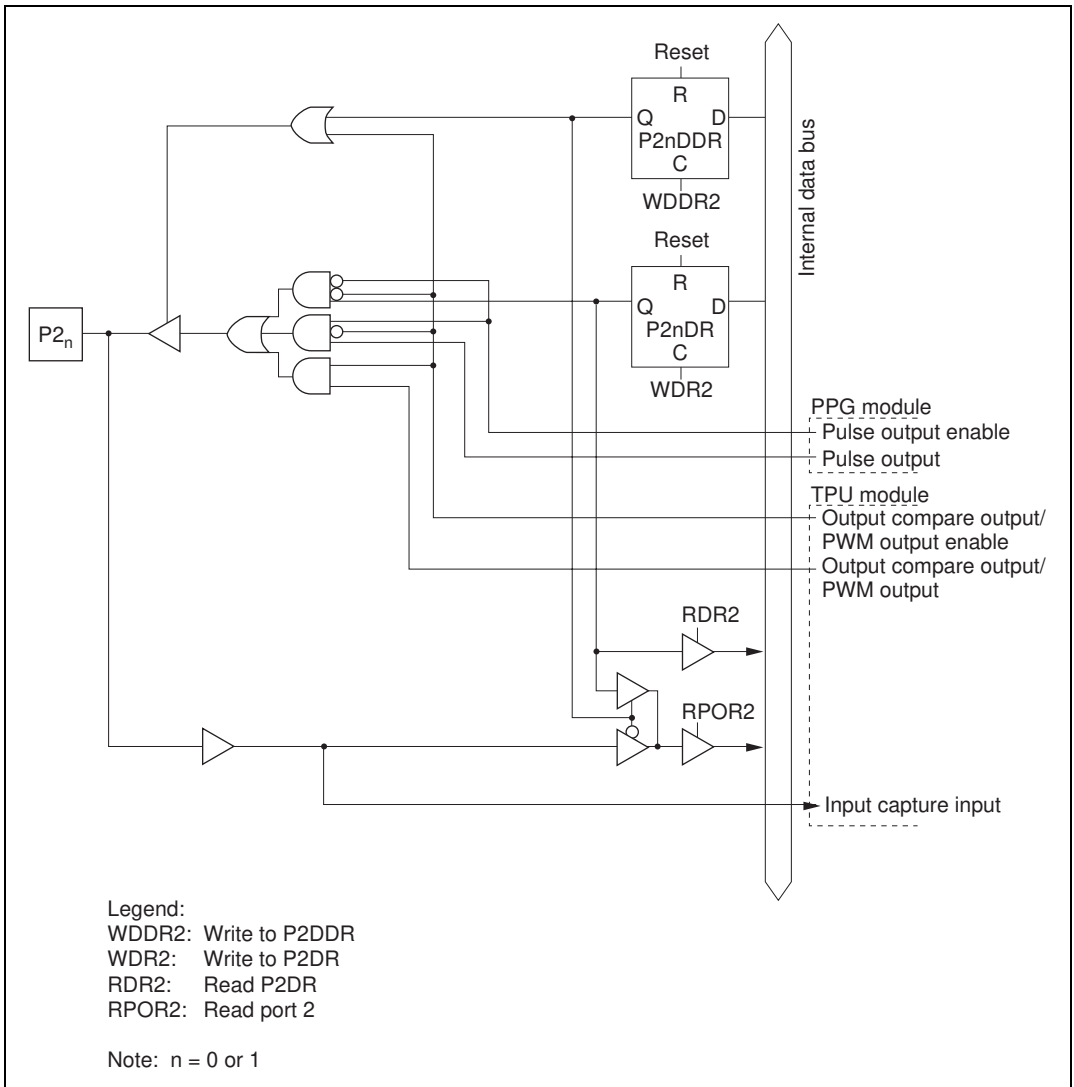 Reset
R
Q D
P2nDDR
C
WDDR2
Internal data bus
Reset
R
Q D
P2nDR
C
WDR2
P2n
PPG module
Pulse output enable
Pulse output
TPU module
Output compare output/
PWM output enable
Output compare output/
PWM output
RDR2
RPOR2
Input capture input
Legend:
WDDR2: Write to P2DDR
WDR2: Write to P2DR
RDR2: Read P2DR
RPOR2: Read port 2
Note: n = 0 or 1